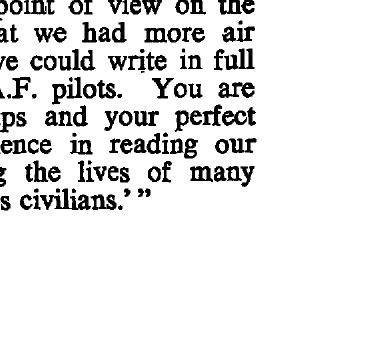 point of view on the
at we had more air
ve could write in full
.F. pilots. You are
ps and your perfect
ence in reading our
the lives of many
s civilians.’ ”